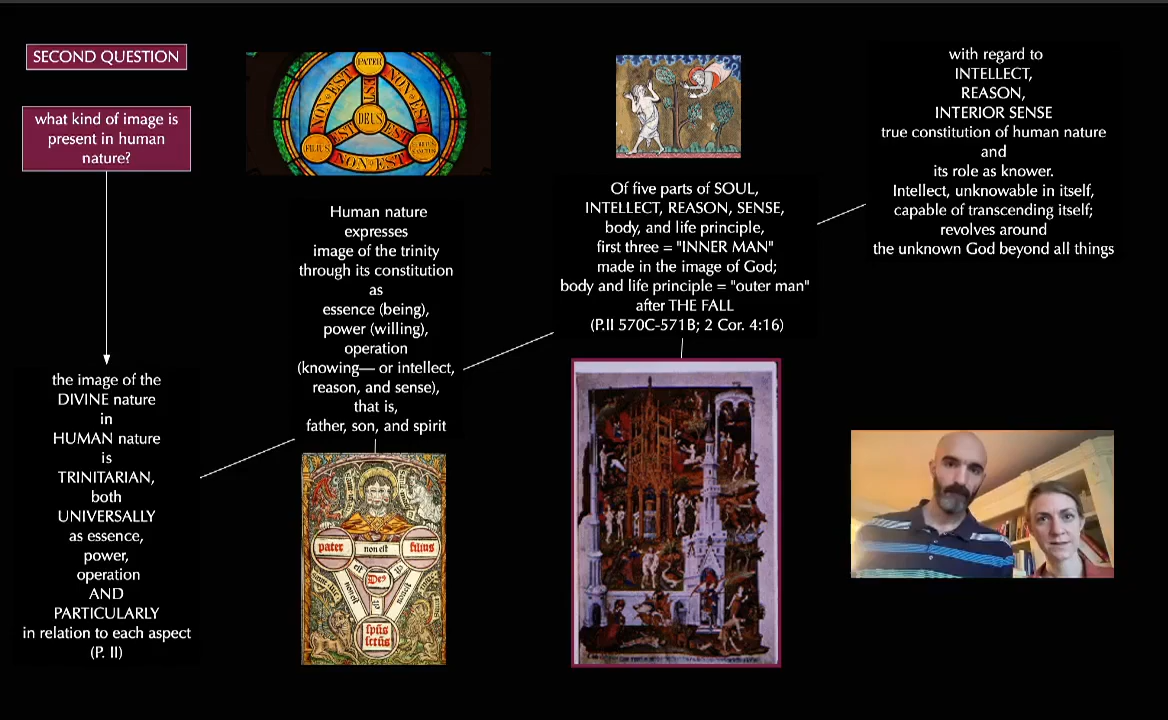 SECOND QUESTION
what kind of image is
present in human
nature?
the image of the
DIVINE nature
in
HUMAN nature
is
TRINITARIAN,
both
UNIVERSALLY
as essence,
power,
operation
AND
PARTICULARLY
in relation to each aspect
(P. II)
PATER
NON EST
NON EST
EST
DEUS
EST
EST
FILIUS
NON EST
Human nature
expresses
image of the trinity
through its constitution
as
essence (being),
power (willing),
operation
(knowing— or intellect,
reason, and sense),
that is,
father, son, and spirit
pater
non est
filius
est
spūs
sctūs
Of five parts of SOUL,
INTELLECT, REASON, SENSE,
body, and life principle,
first three = "INNER MAN"
made in the image of God;
body and life principle = "outer man"
after THE FALL
(P.II 570C-571B; 2 Cor. 4:16)
with regard to
INTELLECT,
REASON,
INTERIOR SENSE
true constitution of human nature
and
its role as knower.
Intellect, unknowable in itself,
capable of transcending itself;
revolves around
the unknown God beyond all things